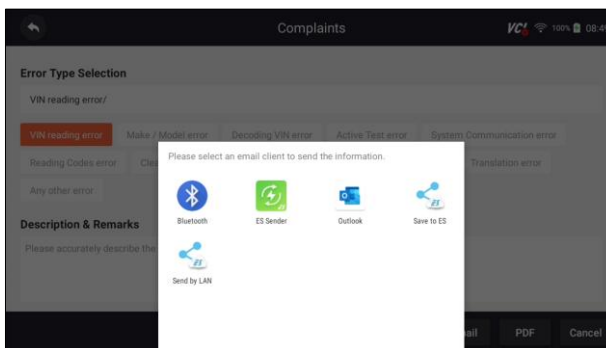 Complaints
VCI 100% 08:4
Error Type Selection
VIN reading error/
VIN reading error Make / Model error Decoding VIN error Active Test error System Communication error
Reading Codes error Translation error
Any other error
Please select an email client to send the information.
Bluetooth ES Sender Outlook Save to ES
Send by LAN
Description & Remarks
Please accurately describe the
PDF Cancel